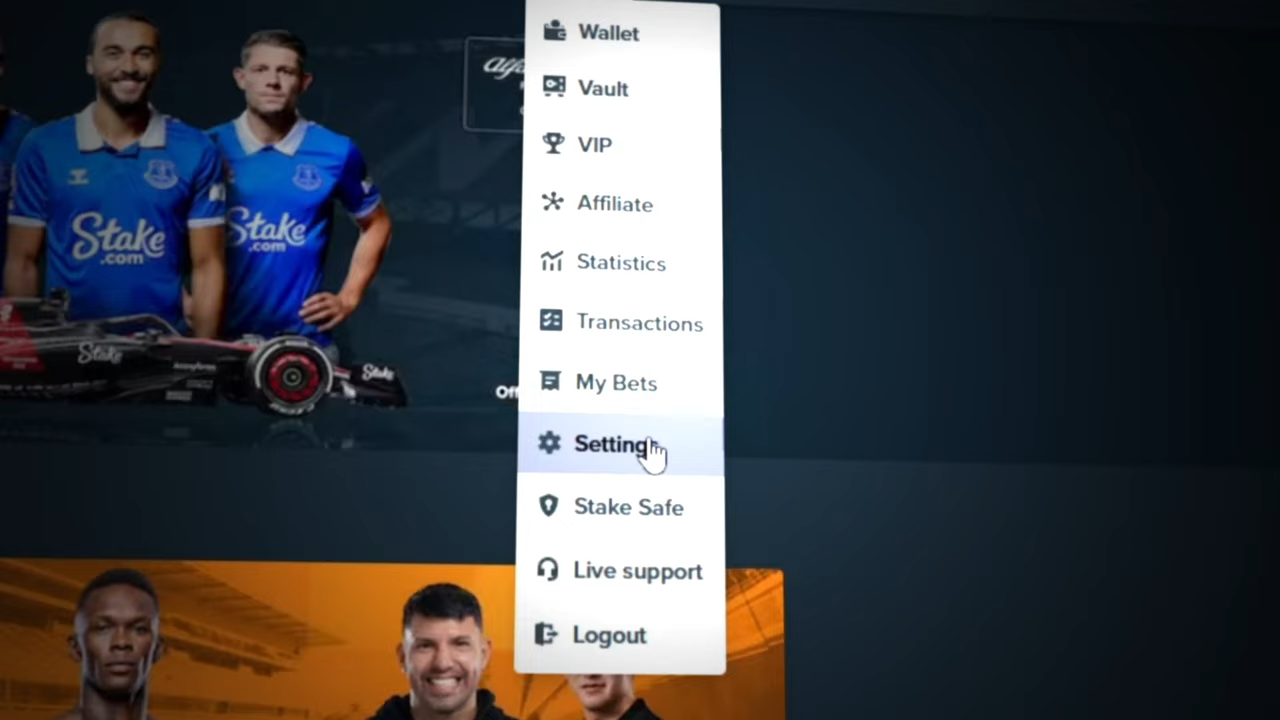 Wallet
Vault
VIP
Affiliate
Statistics
Transactions
My Bets
Settings
Stake Safe
Live support
Logout
Stake
.com
Stake
.com
Stake
Stake